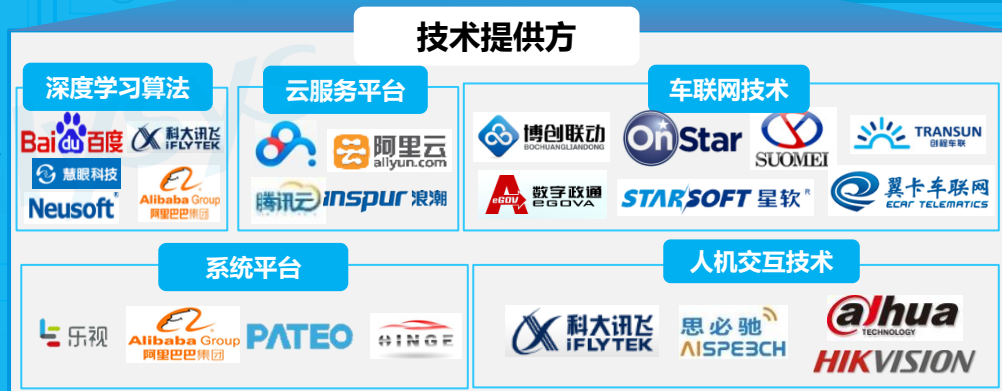 技术提供方
深度学习算法
Bai du 百度
科大讯飞
iFLYTEK
慧眼科技
Neusoft
Alibaba Group
阿里巴巴集团
云服务平台
阿里云
aliyun.com
腾讯云
inspur 浪潮
车联网技术
博创联动
BOCHUANGLIANDONG
OnStar
SUOMEI
TRANSUN
创程车联
eGOV
数字政通
EGOVA
STARSOFT 星软
翼卡车联网
ECAR TELEMATICS
系统平台
乐视
Alibaba Group
阿里巴巴集团
PATEO
HINGE
人机交互技术
科大讯飞
iFLYTEK
思必驰
AISPEECH
alhua
TECHNOLOGY
HIKVISION